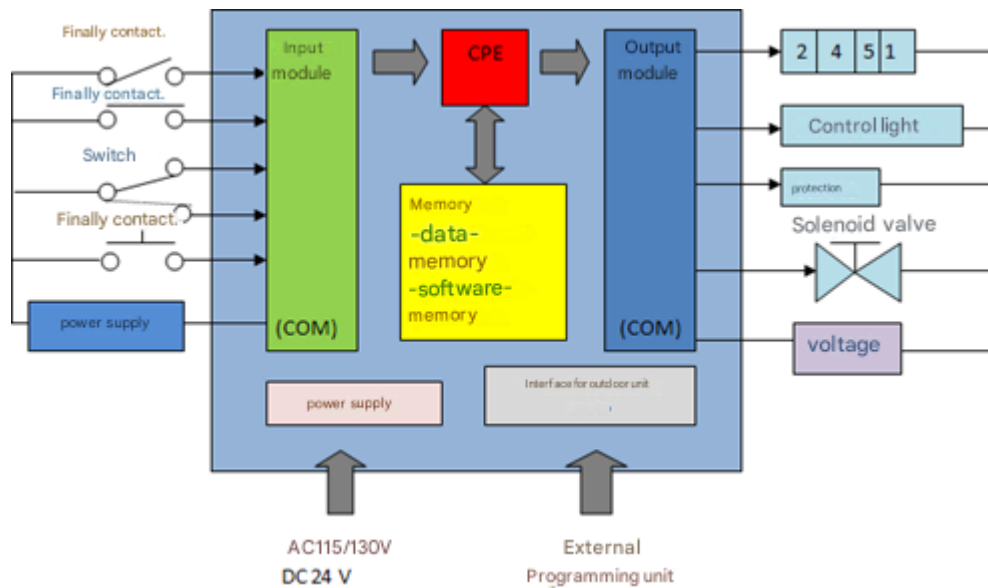 Finally contact.
Finally contact.
Switch
Finally contact.
power supply
Input
module
(COM)
CPE
Memory
-data-
memory
-software-
memory
Output
module
(COM)
power supply
Interface for outdoor unit
2 4 5 1
Control light
protection
Solenoid valve
voltage
AC115/130V
DC 24 V
External
Programming unit